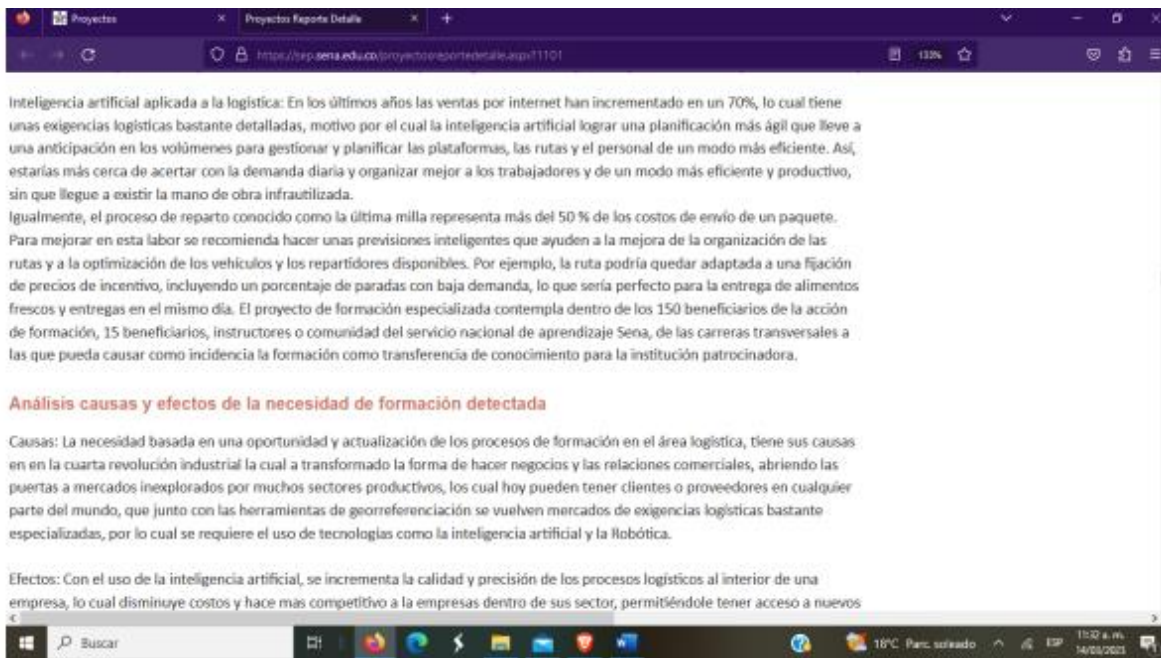 Proyectos
Proyectos Reporte Detalle
https://sep.sena.edu.co/proyectosreportedetalle.aspx?1101
133%
Inteligencia artificial aplicada a la logística: En los últimos años las ventas por internet han incrementado en un 70%, lo cual tiene
unas exigencias logísticas bastante detalladas, motivo por el cual la inteligencia artificial lograr una planificación más ágil que lleve a
una anticipación en los volúmenes para gestionar y planificar las plataformas, las rutas y el personal de un modo más eficiente. Así,
estarías más cerca de acertar con la demanda diaria y organizar mejor a los trabajadores y de un modo más eficiente y productivo,
sin que llegue a existir la mano de obra infrautilizada.
Igualmente, el proceso de reparto conocido como la última milla representa más del 50 % de los costos de envío de un paquete.
Para mejorar en esta labor se recomienda hacer unas previsiones inteligentes que ayuden a la mejora de la organización de las
rutas y a la optimización de los vehículos y los repartidores disponibles. Por ejemplo, la ruta podría quedar adaptada a una fijación
de precios de incentivo, incluyendo un porcentaje de paradas con baja demanda, lo que sería perfecto para la entrega de alimentos
frescos y entregas en el mismo día. El proyecto de formación especializada contempla dentro de los 150 beneficiarios de la acción
de formación, 15 beneficiarios, instructores o comunidad del servicio nacional de aprendizaje Sena, de las carreras transversales a
las que pueda causar como incidencia la formación como transferencia de conocimiento para la institución patrocinadora.
Análisis causas y efectos de la necesidad de formación detectada
Causas: La necesidad basada en una oportunidad y actualización de los procesos de formación en el área logística, tiene sus causas
en en la cuarta revolución industrial la cual a transformado la forma de hacer negocios y las relaciones comerciales, abriendo las
puertas a mercados inexplorados por muchos sectores productivos, los cual hoy pueden tener clientes o proveedores en cualquier
parte del mundo, que junto con las herramientas de georreferenciación se vuelven mercados de exigencias logísticas bastante
especializadas, por lo cual se requiere el uso de tecnologías como la inteligencia artificial y la Robótica.
Efectos: Con el uso de la inteligencia artificial, se incrementa la calidad y precisión de los procesos logísticos al interior de una
empresa, lo cual disminuye costos y hace mas competitivo a la empresas dentro de sus sector, permitiéndole tener acceso a nuevos
Buscar
18°C Parc. soleado
ESP
11:32 a. m.
14/03/2023